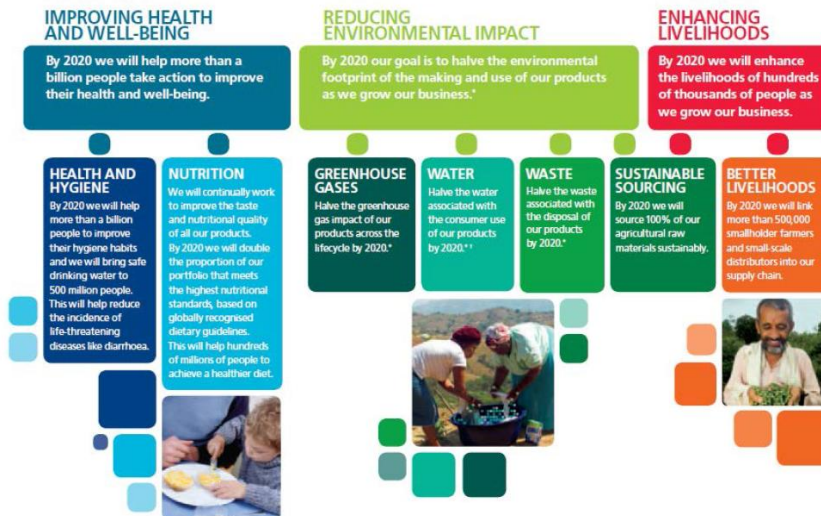 IMPROVING HEALTH
AND WELL-BEING
By 2020 we will help more than a
billion people take action to improve
their health and well-being.
REDUCING
ENVIRONMENTAL IMPACT
By 2020 our goal is to halve the environmental
footprint of the making and use of our products
as we grow our business.*
ENHANCING
LIVELIHOODS
By 2020 we will enhance
the livelihoods of hundreds
of thousands of people as
we grow our business.
HEALTH AND
HYGIENE
By 2020 we will help
more than a billion
people to improve
their hygiene habits
and we will bring safe
drinking water to
500 million people.
This will help reduce
the incidence of
life-threatening
diseases like diarrhoea.
NUTRITION
We will continually work
to improve the taste
and nutritional quality
of all our products.
By 2020 we will double
the proportion of our
portfolio that meets
the highest nutritional
standards, based on
globally recognised
dietary guidelines.
This will help hundreds
of millions of people to
achieve a healthier diet.
GREENHOUSE
GASES
Halve the greenhouse
gas impact of our
products across the
lifecycle by 2020.*
WATER
Halve the water
associated with
the consumer use
of our products
by 2020.*†
WASTE
Halve the waste
associated with
the disposal of
our products
by 2020.*
SUSTAINABLE
SOURCING
By 2020 we will
source 100% of our
agricultural raw
materials sustainably.
BETTER
LIVELIHOODS
By 2020 we will link
more than 500,000
smallholder farmers
and small-scale
distributors into our
supply chain.